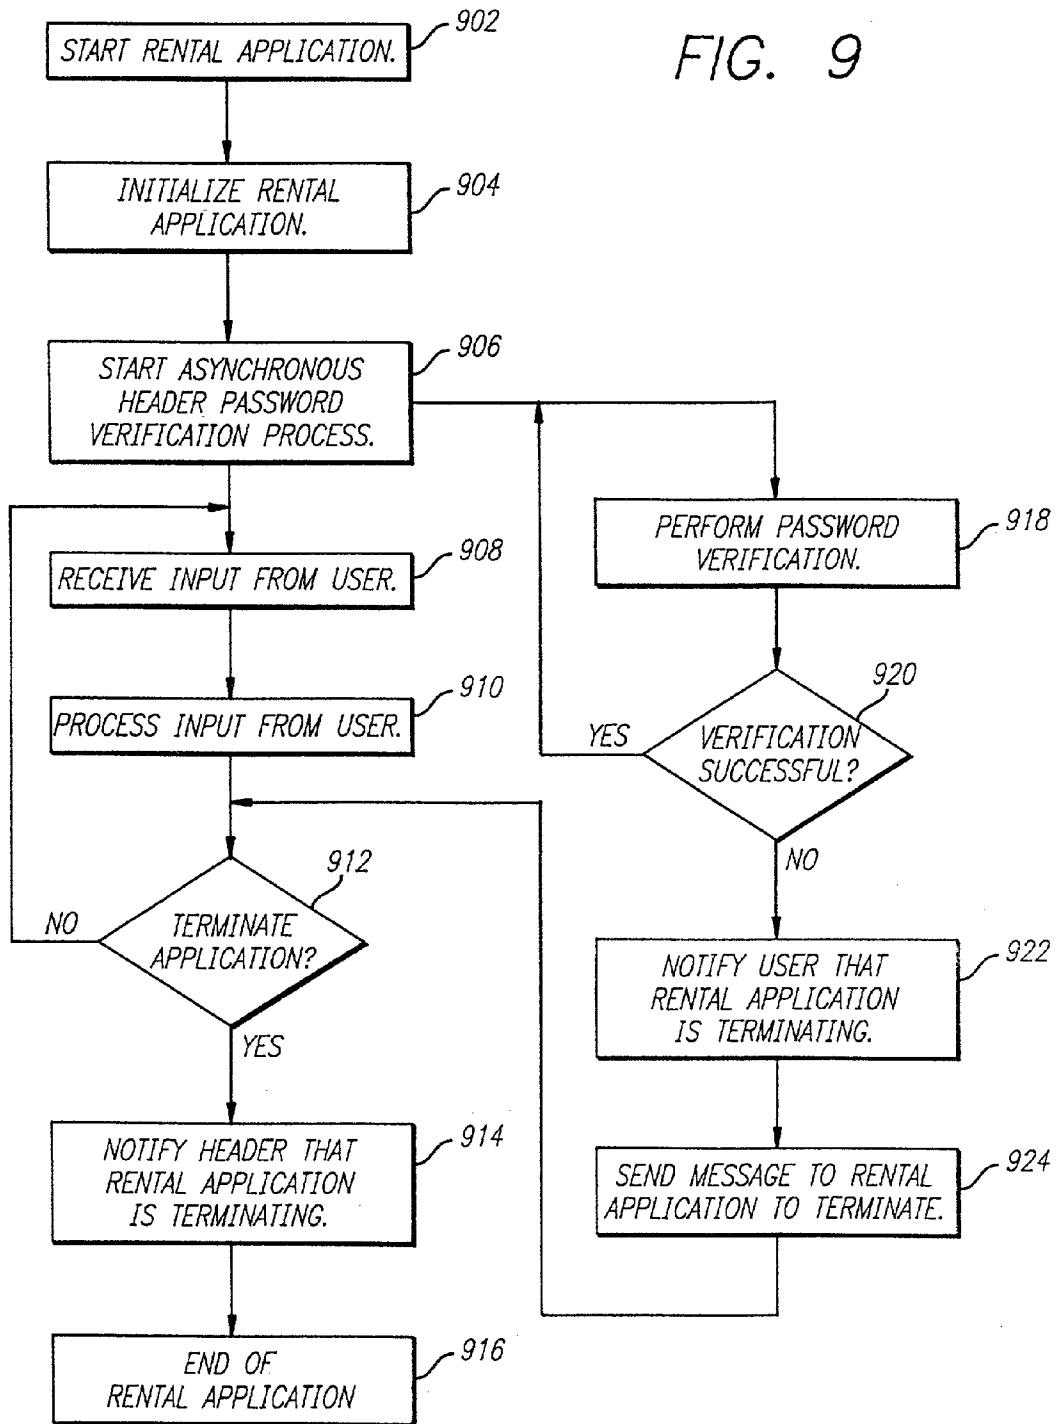 FIG. 9
902
START RENTAL APPLICATION.
904
INITIALIZE RENTAL
APPLICATION.
906
START ASYNCHRONOUS
HEADER PASSWORD
VERIFICATION PROCESS.
908
RECEIVE INPUT FROM USER.
910
PROCESS INPUT FROM USER.
912
TERMINATE
APPLICATION?
NO
YES
914
NOTIFY HEADER THAT
RENTAL APPLICATION
IS TERMINATING.
916
END OF
RENTAL APPLICATION
918
PERFORM PASSWORD
VERIFICATION.
920
VERIFICATION
SUCCESSFUL?
YES
NO
922
NOTIFY USER THAT
RENTAL APPLICATION
IS TERMINATING.
924
SEND MESSAGE TO RENTAL
APPLICATION TO TERMINATE.